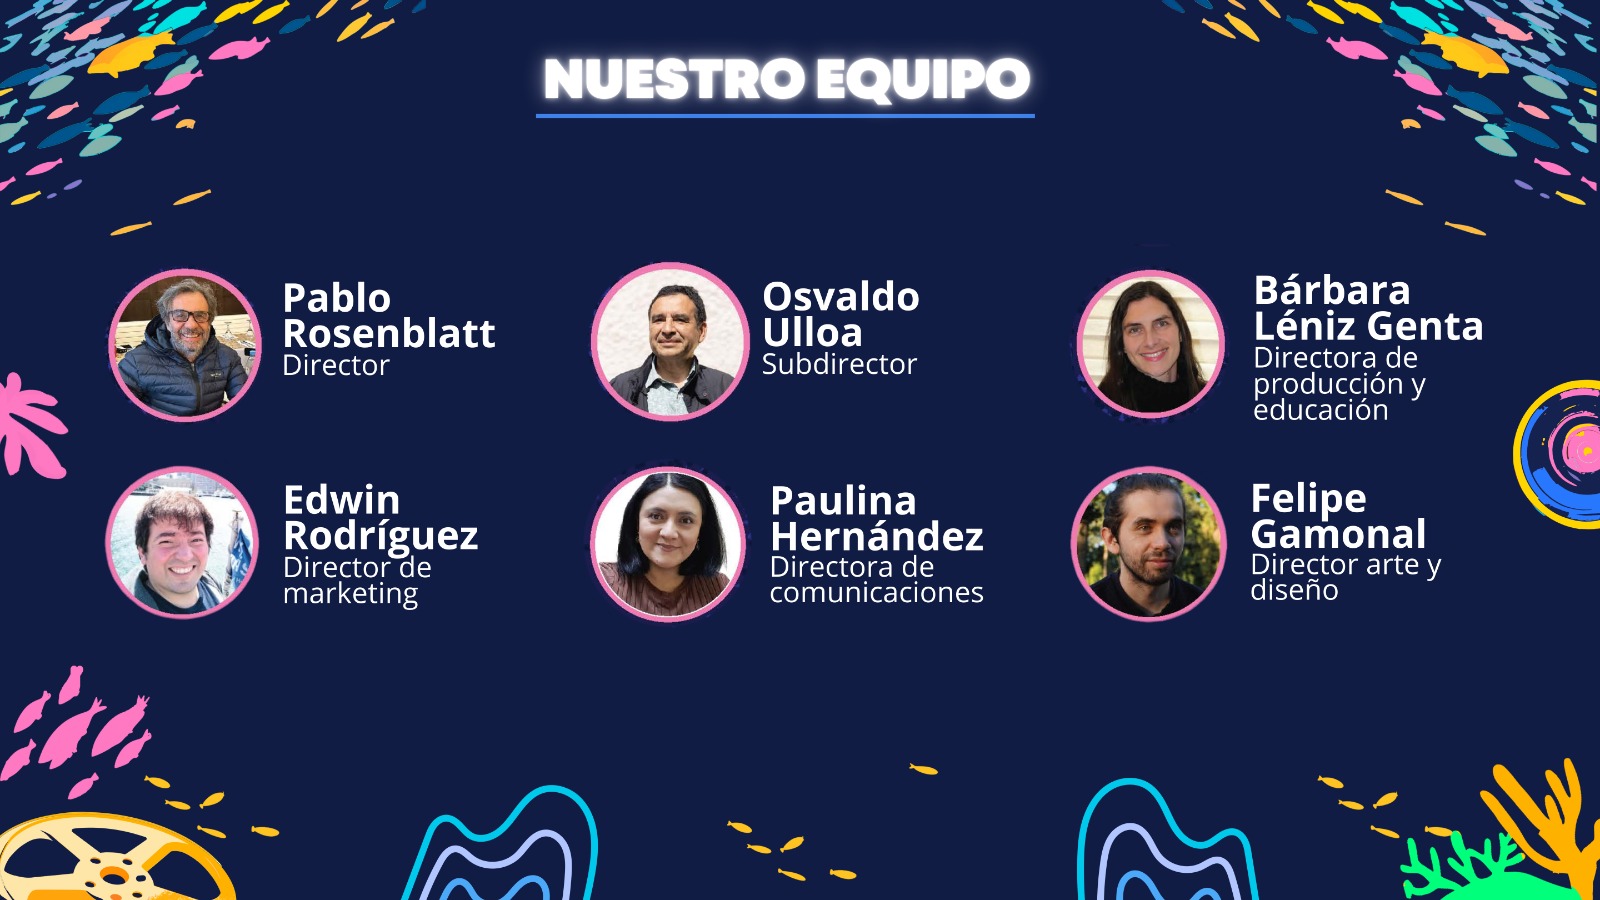 NUESTRO EQUIPO
Pablo
Rosenblatt
Director
Osvaldo
Ulloa
Subdirector
Bárbara
Léniz Genta
Directora de
producción y
educación
Edwin
Rodríguez
Director de
marketing
Paulina
Hernández
Directora de
comunicaciones
Felipe
Gamonal
Director arte y
diseño